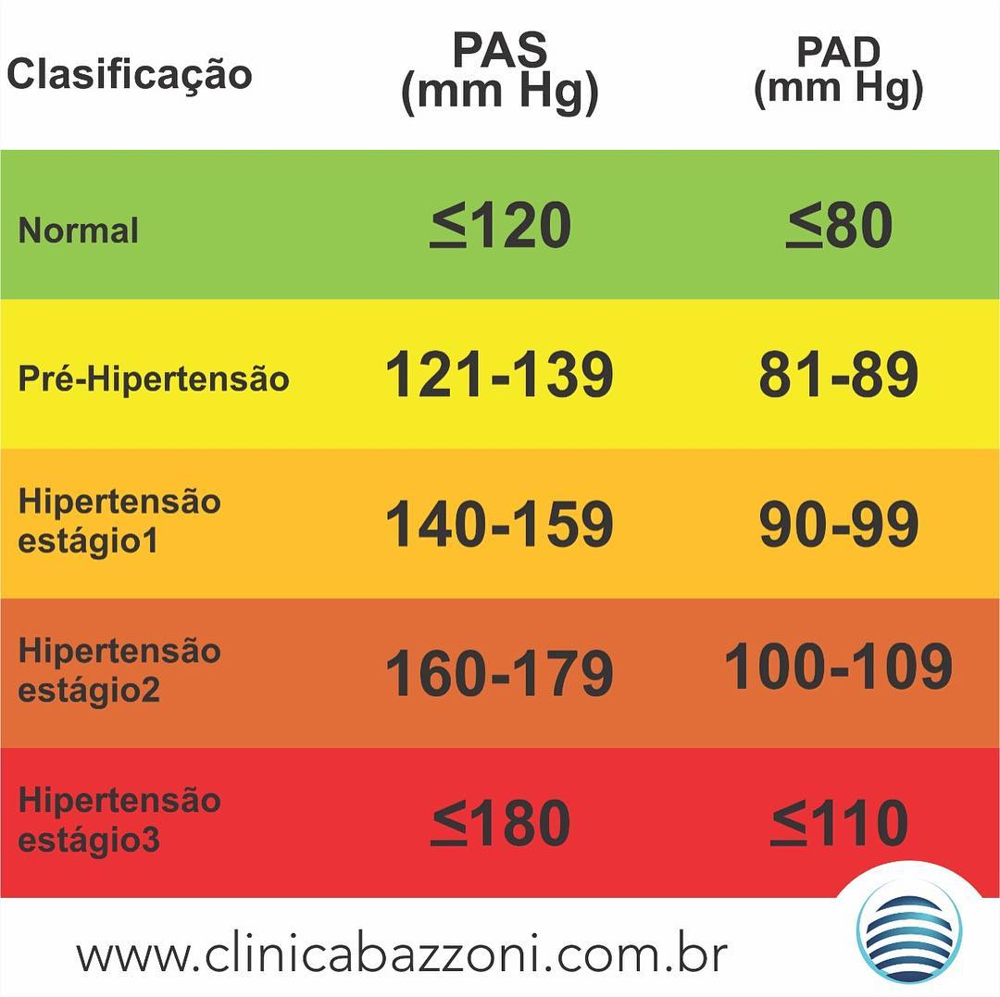 Clasificação PAS (mm Hg) PAD (mm Hg)
Normal ≤120 ≤80
Pré-Hipertensão 121-139 81-89
Hipertensão estágio1 140-159 90-99
Hipertensão estágio2 160-179 100-109
Hipertensão estágio3 ≤180 ≤110
www.clinicabazzoni.com.br